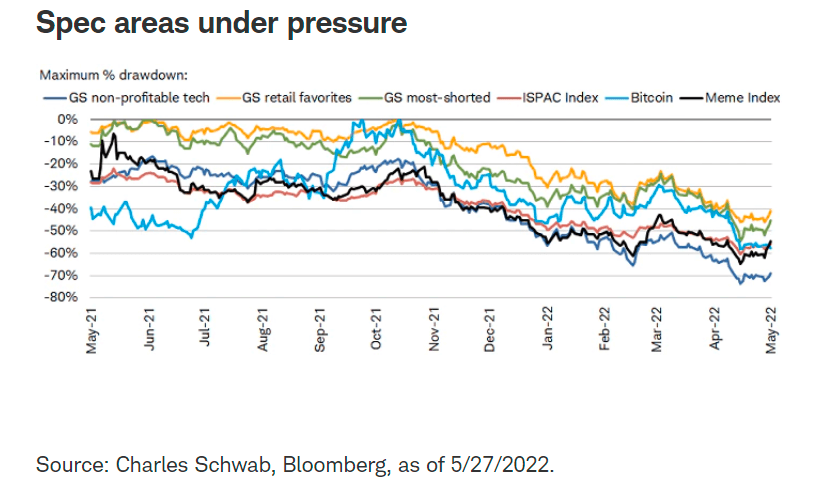 Spec areas under pressure
Maximum % drawdown:
GS non-profitable tech GS retail favorites GS most-shorted ISPAC Index Bitcoin Meme Index
0%
-10%
-20%
-30%
-40%
-50%
-60%
-70%
-80%
May-21 Jun-21 Jul-21 Aug-21 Sep-21 Oct-21 Nov-21 Dec-21 Jan-22 Feb-22 Mar-22 Apr-22 May-22
Source: Charles Schwab, Bloomberg, as of 5/27/2022.